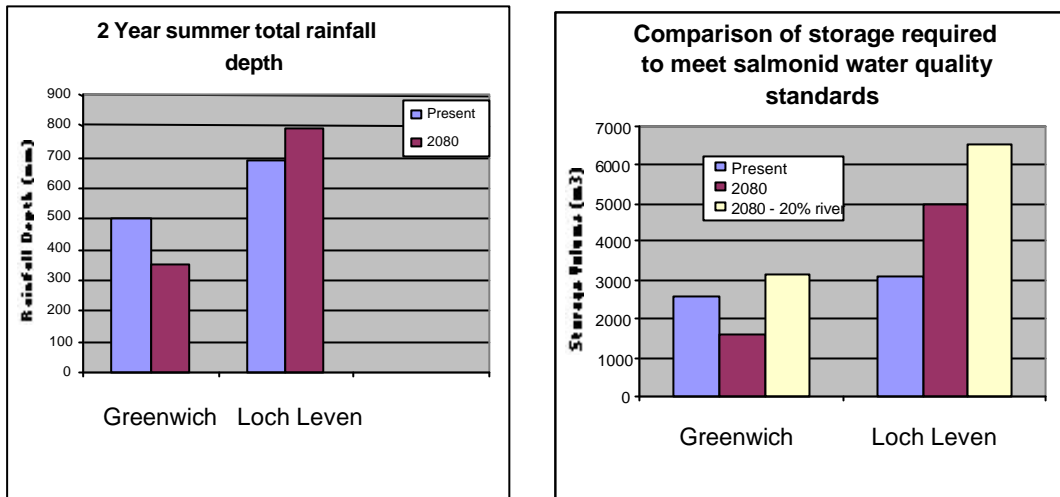 2 Year summer total rainfall
depth
Rainfall Depth (mm)
900
800
700
600
500
400
300
200
100
0
Present
2080
Greenwich Loch Leven
Comparison of storage required
to meet salmonid water quality
standards
Storage Volume (m3)
7000
6000
5000
4000
3000
2000
1000
0
Present
2080
2080 - 20% river
Greenwich Loch Leven